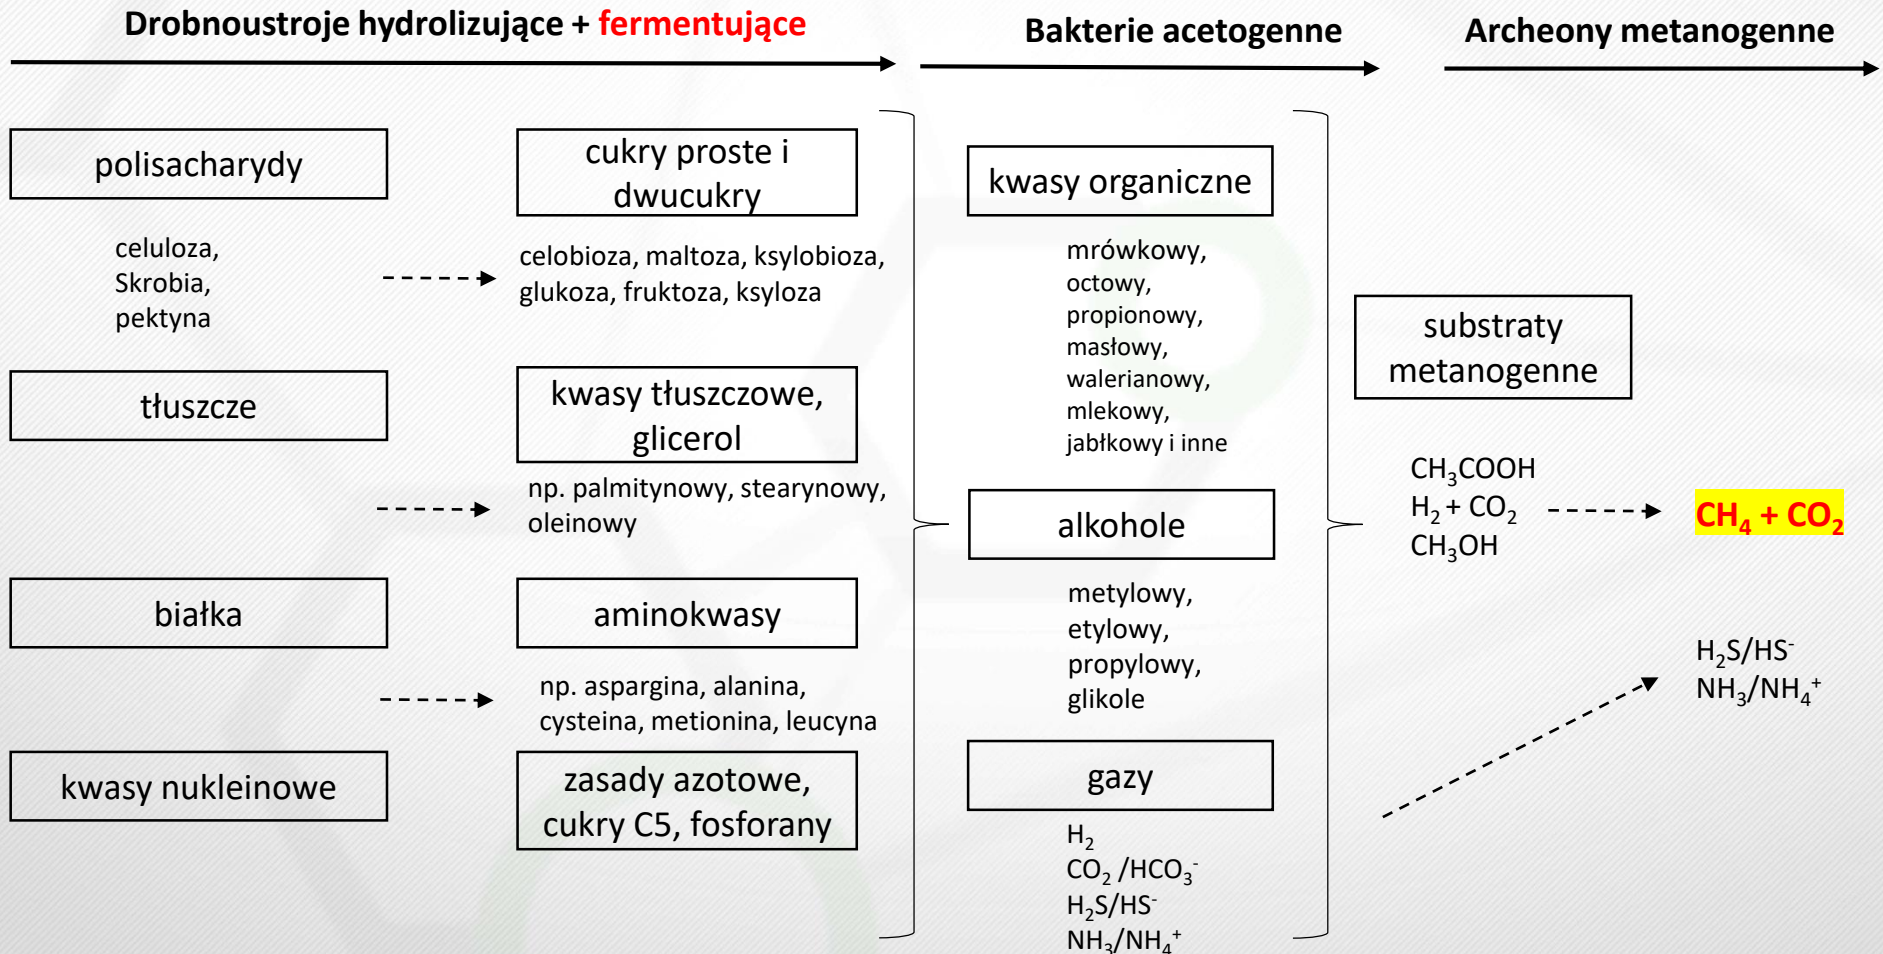 Drobnoustroje hydrolizujące + fermentujące
Bakterie acetogenne
Archeony metanogenne
polisacharydy
celuloza,
Skrobia,
pektyna
cukry proste i
dwucukry
celobioza, maltoza, ksylobioza,
glukoza, fruktoza, ksyloza
tłuszcze
kwasy tłuszczowe,
glicerol
np. palmitynowy, stearynowy,
oleinowy
białka
aminokwasy
np. aspargina, alanina,
cysteina, metionina, leucyna
kwasy nukleinowe
zasady azotowe,
cukry C5, fosforany
kwasy organiczne
mrówkowy,
octowy,
propionowy,
masłowy,
walerianowy,
mlekowy,
jabłkowy i inne
alkohole
metylowy,
etylowy,
propylowy,
glikole
gazy
H₂
CO₂ /HCO₃⁻
H₂S/HS⁻
NH₃/NH₄⁺
substraty
metanogenne
CH₃COOH
H₂ + CO₂
CH₃OH
CH₄ + CO₂
H₂S/HS⁻
NH₃/NH₄⁺